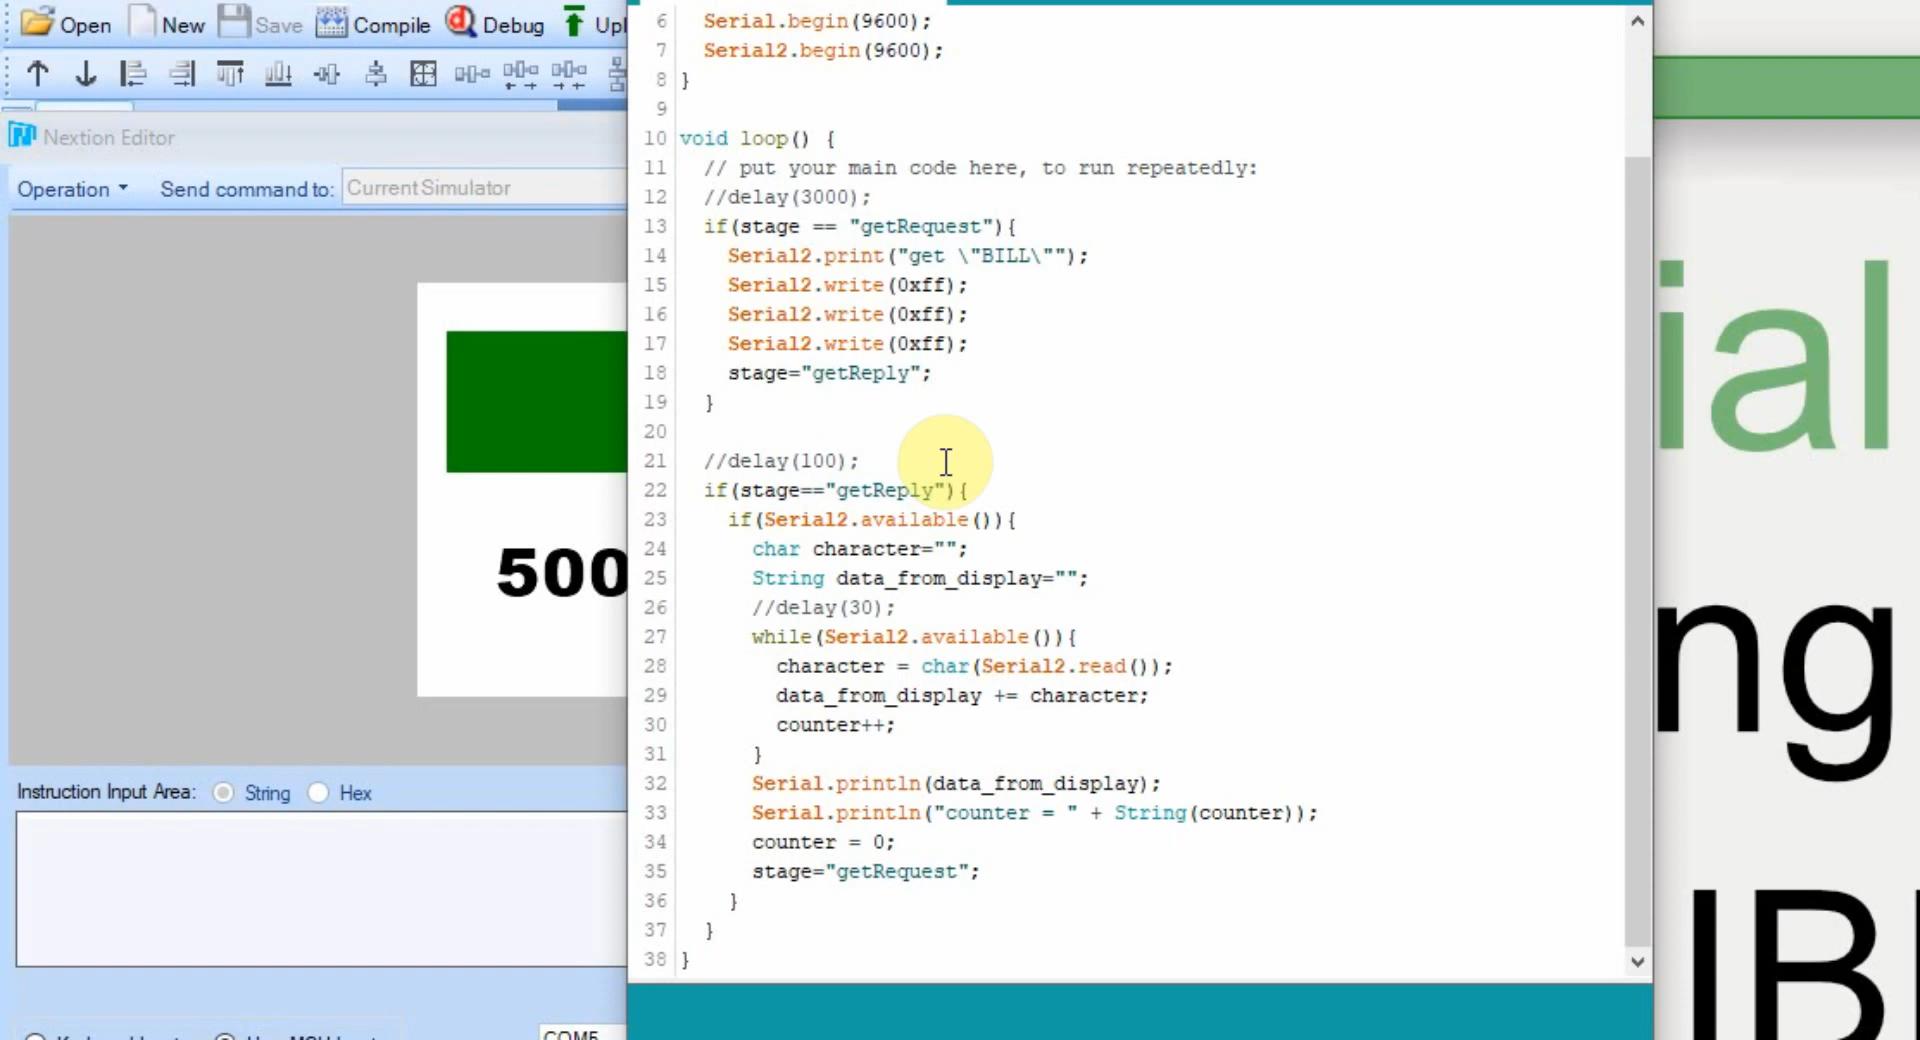 Open New Save Compile Debug Upl
Nextion Editor
Operation Send command to: Current Simulator
500
Instruction Input Area: String Hex
COM5
6 Serial.begin(9600);
7 Serial2.begin(9600);
8 }
9
10 void loop() {
11 // put your main code here, to run repeatedly:
12 //delay(3000);
13 if(stage == "getRequest"){
14 Serial2.print("get \"BILL\"");
15 Serial2.write(0xff);
16 Serial2.write(0xff);
17 Serial2.write(0xff);
18 stage="getReply";
19 }
20
21 //delay(100);
22 if(stage=="getReply"){
23 if(Serial2.available()){
24 char character="";
25 String data_from_display="";
26 //delay(30);
27 while(Serial2.available()){
28 character = char(Serial2.read());
29 data_from_display += character;
30 counter++;
31 }
32 Serial.println(data_from_display);
33 Serial.println("counter = " + String(counter));
34 counter = 0;
35 stage="getRequest";
36 }
37 }
38 }
ial
ng
IB